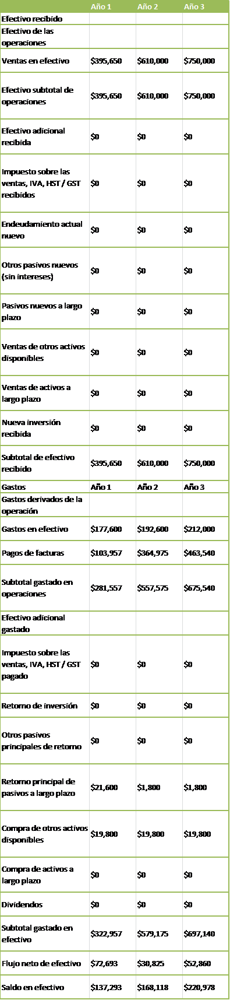 Año 1 Año 2 Año 3
Efectivo recibido
Efectivo de las
operaciones
Ventas en efectivo $395,650 $610,000 $750,000
Efectivo subtotal de
operaciones $395,650 $610,000 $750,000
Efectivo adicional
recibida $0 $0 $0
Impuesto sobre las
ventas, IVA, HST / GST
recibidos $0 $0 $0
Endeudamiento actual
nuevo $0 $0 $0
Otros pasivos nuevos
(sin intereses) $0 $0 $0
Pasivos nuevos a largo
plazo $0 $0 $0
Ventas de otros activos
disponibles $0 $0 $0
Ventas de activos a
largo plazo $0 $0 $0
Nueva inversión
recibida $0 $0 $0
Subtotal de efectivo
recibido $395,650 $610,000 $750,000
Gastos Año 1 Año 2 Año 3
Gastos derivados de la
operación
Gastos en efectivo $177,600 $192,600 $212,000
Pagos de facturas $103,957 $364,975 $463,540
Subtotal gastado en
operaciones $281,557 $557,575 $675,540
Efectivo adicional
gastado
Impuesto sobre las
ventas, IVA, HST / GST
pagado $0 $0 $0
Retorno de inversión $0 $0 $0
Otros pasivos
principales de retorno $0 $0 $0
Retorno principal de
pasivos a largo plazo $21,600 $1,800 $1,800
Compra de otros activos
disponibles $19,800 $19,800 $19,800
Compra de activos a
largo plazo $0 $0 $0
Dividendos $0 $0 $0
Subtotal gastado en
efectivo $322,957 $579,175 $697,140
Flujo neto de efectivo $72,693 $30,825 $52,860
Saldo en efectivo $137,293 $168,118 $220,978